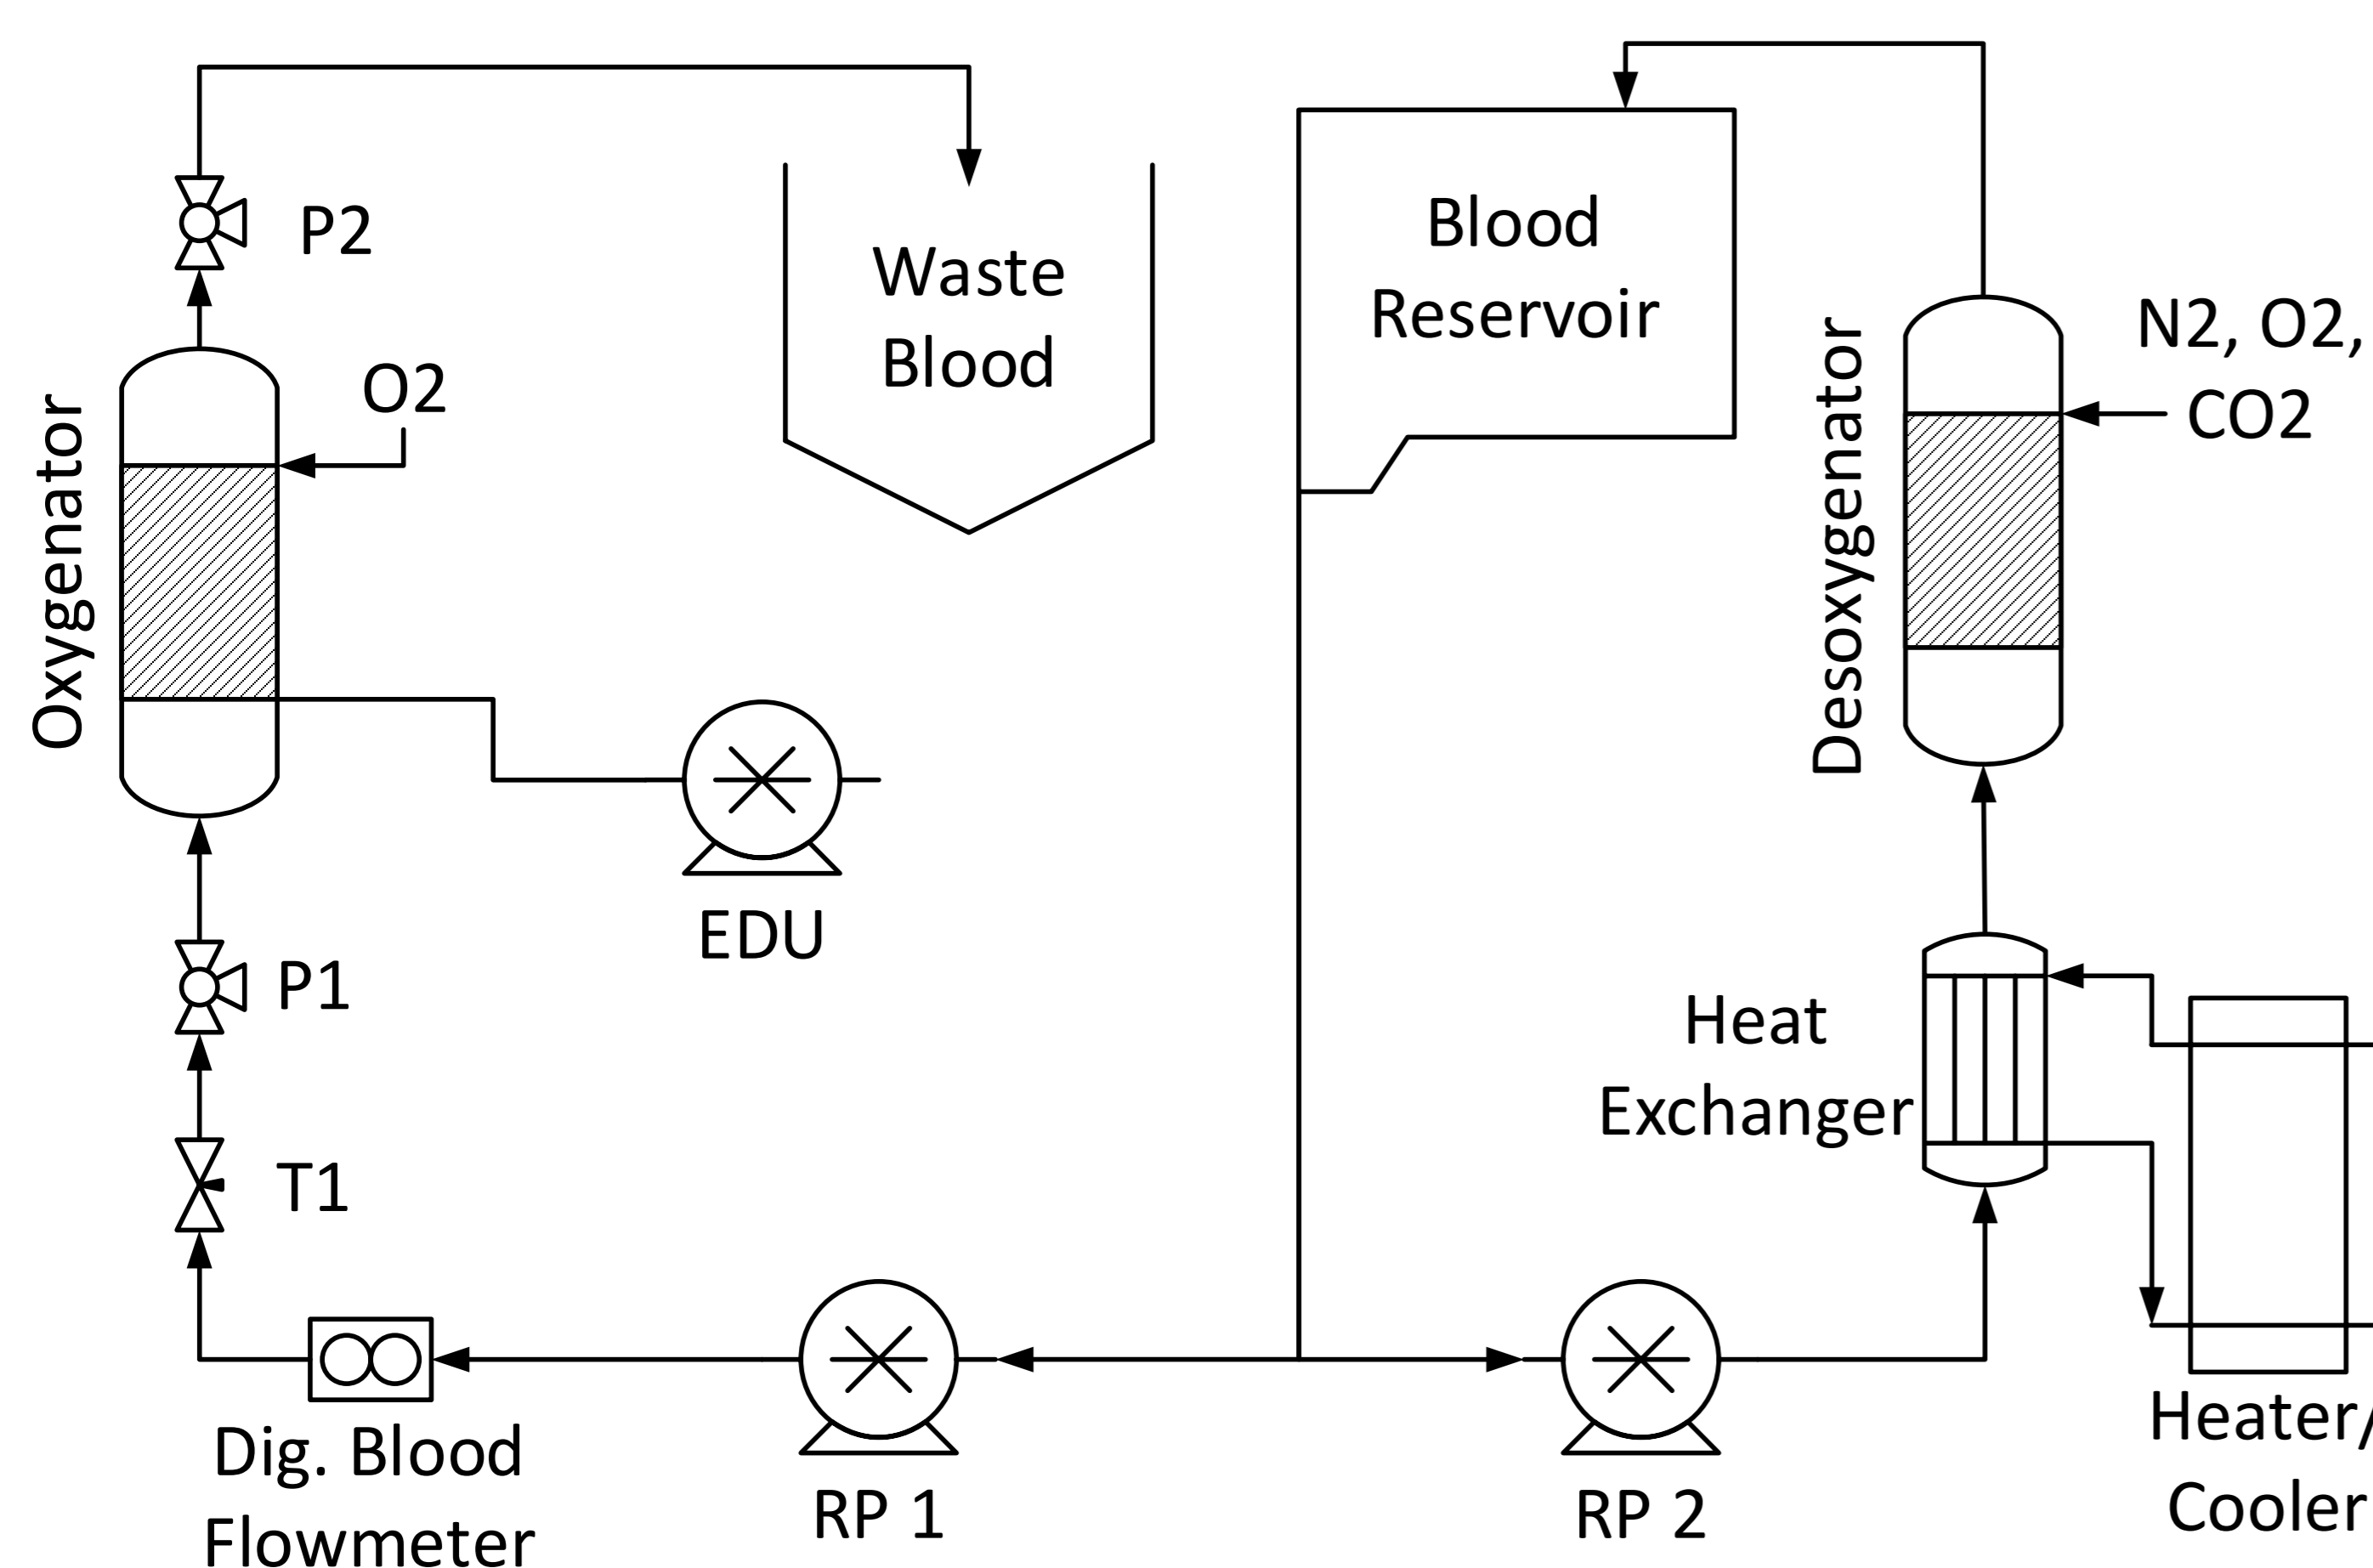 P2
O2
Oxygenator
Waste
Blood
Blood
Reservoir
Desoxygenator
N2, O2,
CO2
EDU
P1
Heat
Exchanger
T1
Heater/
Cooler
Dig. Blood
Flowmeter
RP 1
RP 2